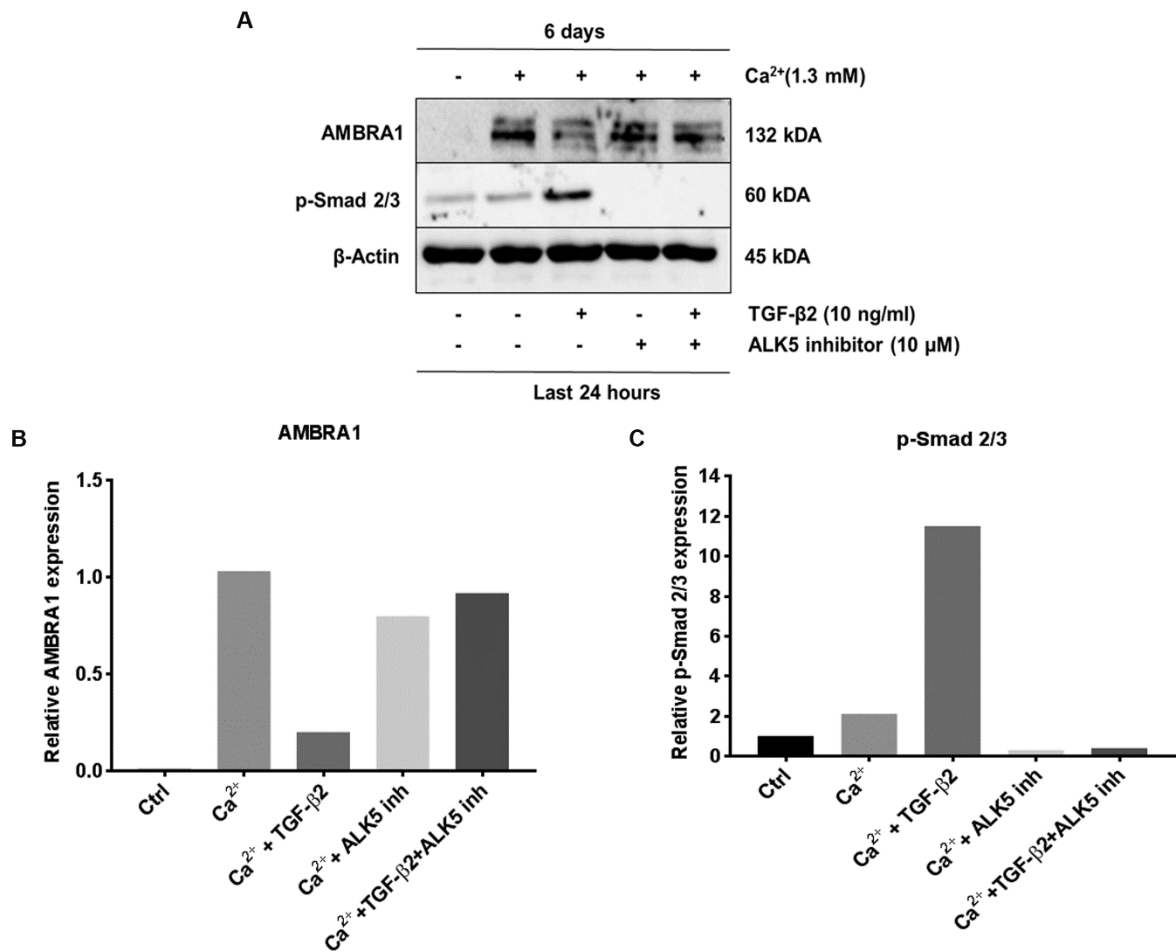 A
6 days
- + + + + Ca²⁺(1.3 mM)
AMBRA1 132 kDA
p-Smad 2/3 60 kDA
β-Actin 45 kDA
- - + - + TGF-β2 (10 ng/ml)
- - - + + ALK5 inhibitor (10 µM)
Last 24 hours
B
AMBRA1
Relative AMBRA1 expression
1.5
1.0
0.5
0.0
Ctrl
Ca²⁺
Ca²⁺ +TGF-β2
Ca²⁺ + ALK5 inh
Ca²⁺ +TGF-β2+ALK5 inh
C
p-Smad 2/3
Relative p-Smad 2/3 expression
14
12
10
8
6
4
2
0
Ctrl
Ca²⁺
Ca²⁺ + TGF-β2
Ca²⁺ + ALK5 inh
Ca²⁺ +TGF-β2+ALK5 inh